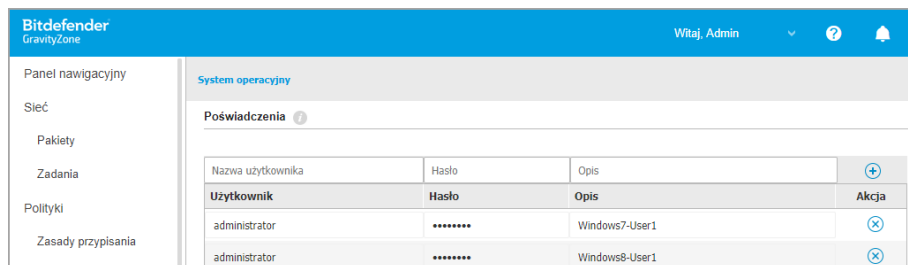 Bitdefender
GravityZone
Witaj, Admin
Panel nawigacyjny
Sieć
Pakiety
Zadania
Polityki
Zasady przypisania
System operacyjny
Poświadczenia
Nazwa użytkownika Hasło Opis
Użytkownik Hasło Opis Akcja
administrator •••••••• Windows7-User1
administrator •••••••• Windows8-User1